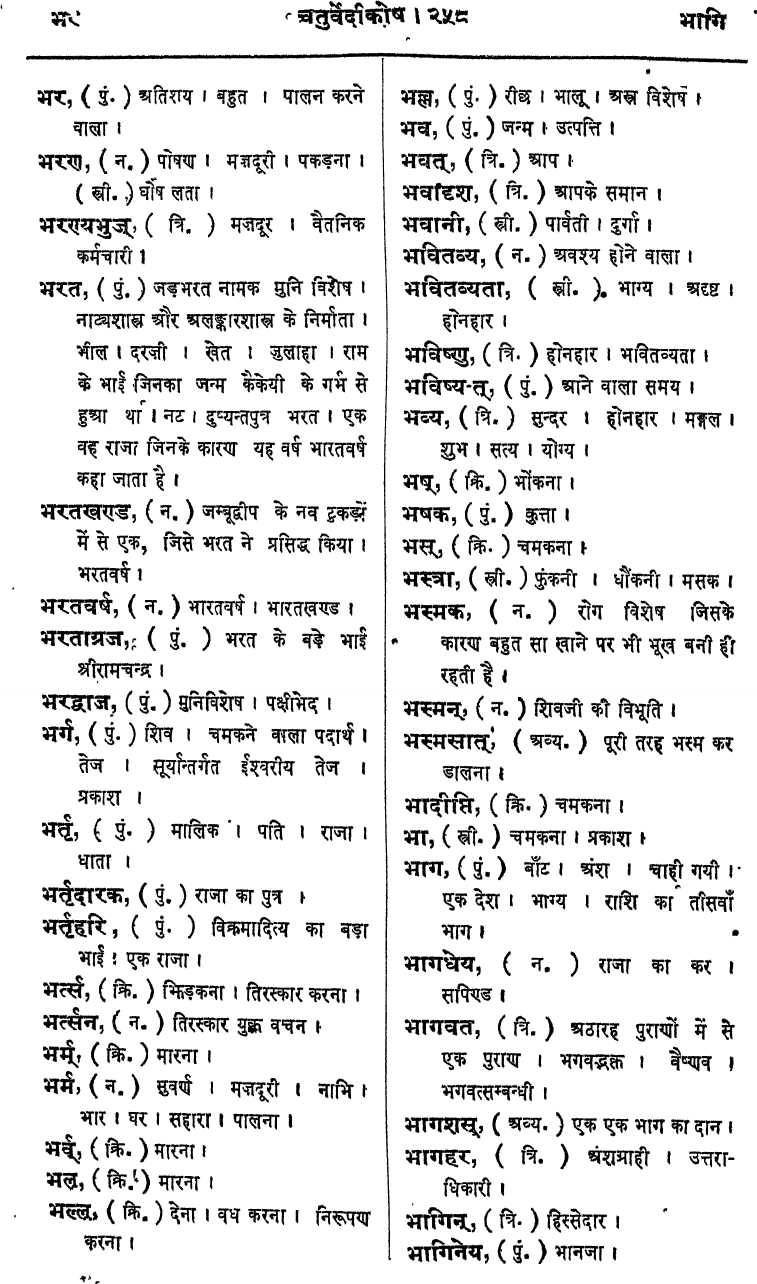 भर चतुर्वेदीकोष । २५८ भागि
भर, ( पुं. ) अतिशय । बहुत । पालन करने
वाला ।
भरण, ( न. ) पोषण । मज़दूरी । पकड़ना ।
( स्त्री. ) घोष लता ।
भरण्यभुज्, ( त्रि. ) मज़दूर । वैतनिक
कर्मचारी ।
भरत, ( पुं. ) जड़भरत नामक मुनि विशेष ।
नाट्यशास्त्र और अलङ्कारशास्त्र के निर्माता ।
भील । दरजी । खेत । जुलाहा । राम
के भाई जिनका जन्म कैकेयी के गर्भ से
हुआ था । नट । दुष्यन्तपुत्र भरत । एक
वह राजा जिनके कारण यह वर्ष भारतवर्ष
कहा जाता है ।
भरतखण्ड, ( न. ) जम्बूद्वीप के नव टुकड़ों
में से एक, जिसे भरत ने प्रसिद्ध किया ।
भरतवर्ष ।
भरतवर्ष, ( न. ) भारतवर्ष । भारतखण्ड ।
भरताग्रज, ( पुं. ) भरत के बड़े भाई
श्रीरामचन्द्र ।
भरद्वाज, ( पुं. ) मुनिविशेष । पक्षीभेद ।
भर्ग, ( पुं. ) शिव । चमकने वाला पदार्थ ।
तेज । सूर्यान्तर्गत ईश्वरीय तेज ।
प्रकाश ।
भर्तृ, ( पुं. ) मालिक । पति । राजा ।
धाता ।
भर्तृदारक, ( पुं. ) राजा का पुत्र ।
भर्तृहरि, ( पुं. ) विक्रमादित्य का बड़ा
भाई । एक राजा ।
भर्त्स, ( क्रि. ) झिड़कना । तिरस्कार करना ।
भर्त्सन, ( न. ) तिरस्कार युक्त वचन ।
भर्म्, ( क्रि. ) मारना ।
भर्म, ( न. ) सुवर्ण । मज़दूरी । नाभि ।
भार । घर । सहारा । पालना ।
भर्व्, ( क्रि. ) मारना ।
भल, ( क्रि. ) मारना ।
भल्ल, ( क्रि. ) देना । वध करना । निरूपण
करना ।
भल्ल, ( पुं. ) रीछ । भालू । अस्त्र विशेष ।
भव, ( पुं. ) जन्म । उत्पत्ति ।
भवत्, ( त्रि. ) आप ।
भवादृश, ( त्रि. ) आपके समान ।
भवानी, ( स्त्री. ) पार्वती । दुर्गा ।
भवितव्य, ( न. ) अवश्य होने वाला ।
भवितव्यता, ( स्त्री. ) भाग्य । अदृष्ट ।
होनहार ।
भविष्णु, ( त्रि. ) होनहार । भवितव्यता ।
भविष्य-त्, ( पुं. ) आने वाला समय ।
भव्य, ( त्रि. ) सुन्दर । होनहार । मङ्गल ।
शुभ । सत्य । योग्य ।
भष्, ( क्रि. ) भोंकना ।
भषक, ( पुं. ) कुत्ता ।
भस्, ( क्रि. ) चमकना ।
भस्त्रा, ( स्त्री. ) फुंकनी । धौंकनी । मसक ।
भस्मक, ( न. ) रोग विशेष जिसके
कारण बहुत सा खाने पर भी भूख बनी ही
रहती है ।
भस्मन्, ( न. ) शिवजी की विभूति ।
भस्मसात्, ( अव्य. ) पूरी तरह भस्म कर
डालना ।
भादीप्ति, ( क्रि. ) चमकना ।
भा, ( स्त्री. ) चमकना । प्रकाश ।
भाग, ( पुं. ) बाँट । अंश । चाही गयी ।
एक देश । भाग्य । राशि का तीसवाँ
भाग ।
भागधेय, ( न. ) राजा का कर ।
सपिण्ड ।
भागवत, ( त्रि. ) अठारह पुराणों में से
एक पुराण । भगवद्भक्त । वैष्णव ।
भगवत्सम्बन्धी ।
भागशस्, ( अव्य. ) एक एक भाग का दान ।
भागहर, ( त्रि. ) अंशग्राही । उत्तरा-
धिकारी ।
भागिन्, ( त्रि. ) हिस्सेदार ।
भागिनेय, ( पुं. ) भानजा ।